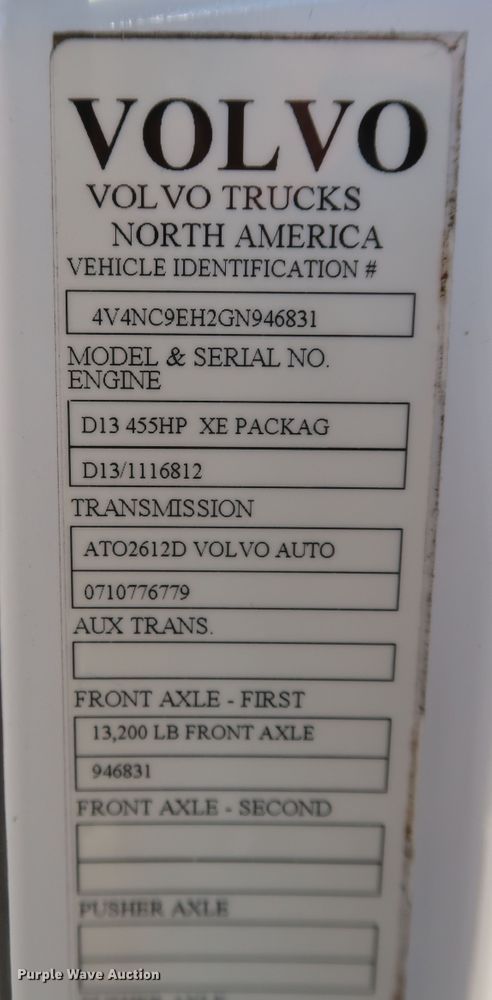 VOLVO
VOLVO TRUCKS
NORTH AMERICA
VEHICLE IDENTIFICATION #
4V4NC9EH2GN946831
MODEL & SERIAL NO.
ENGINE
D13 455HP XE PACKAG
D13/1116812
TRANSMISSION
ATO2612D VOLVO AUTO
0710776779
AUX TRANS.
FRONT AXLE - FIRST
13,200 LB FRONT AXLE
946831
FRONT AXLE - SECOND
PUSHER AXLE
Purple Wave Auction